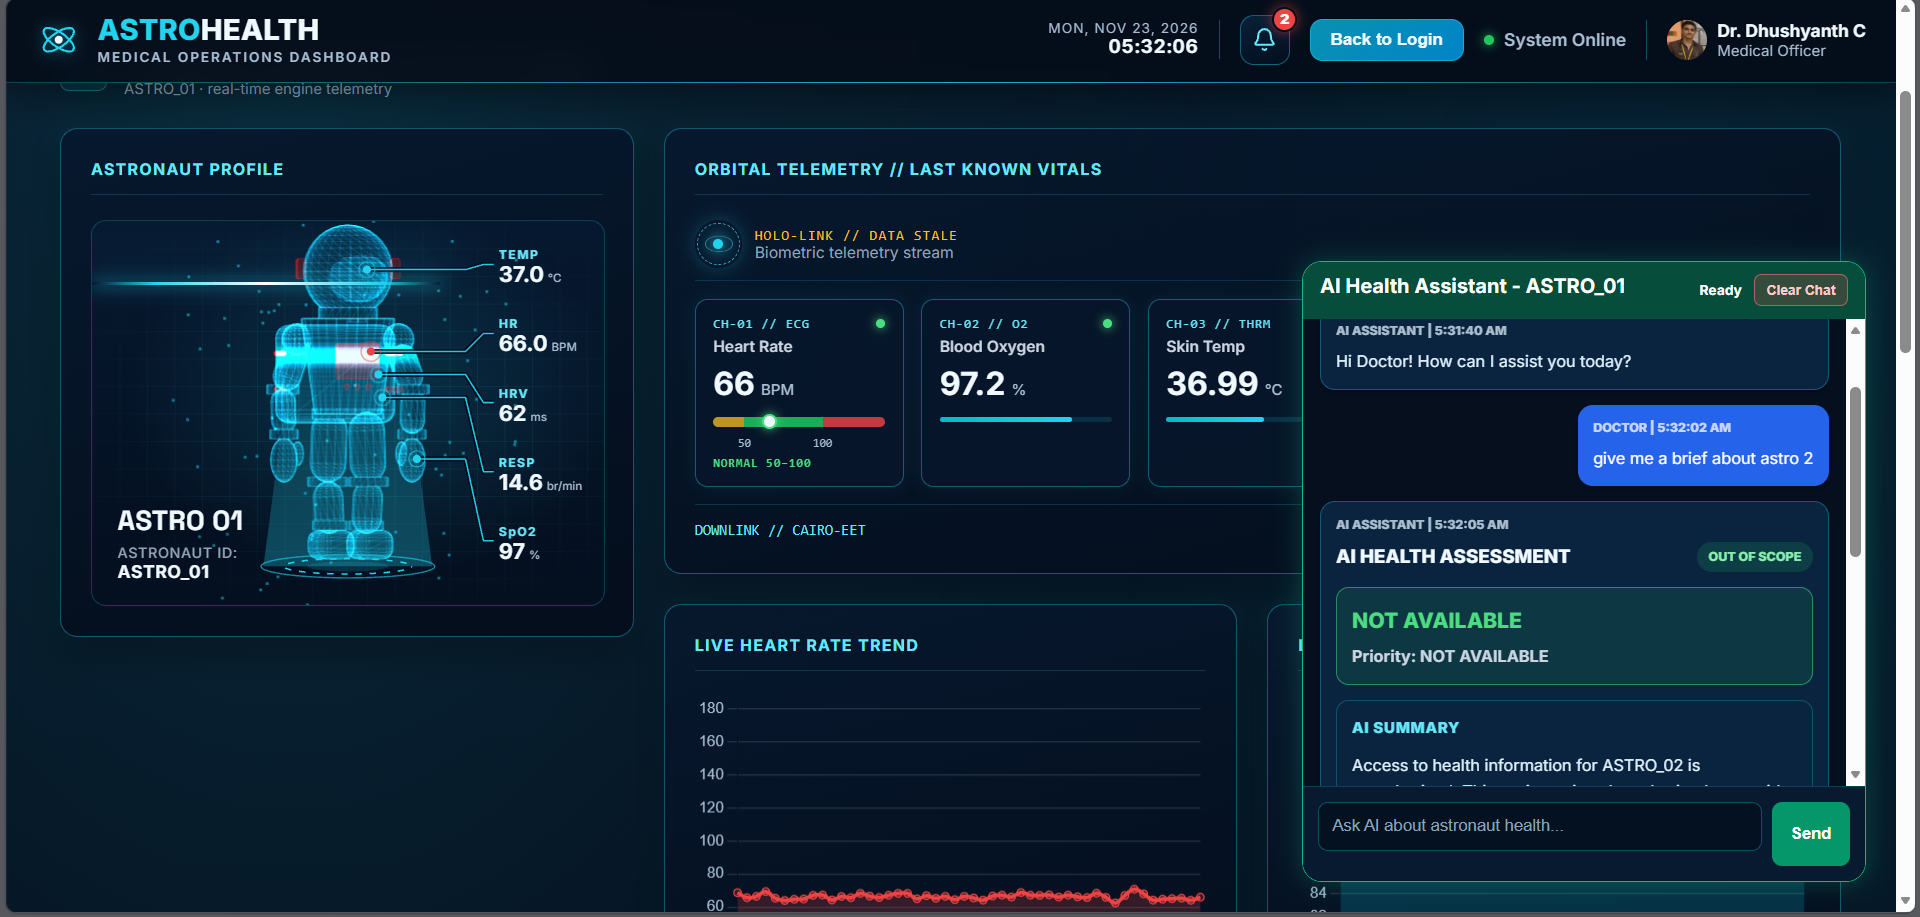 ASTROHEALTH
MEDICAL OPERATIONS DASHBOARD
MON, NOV 23, 2026
05:32:06
2
Back to Login
System Online
Dr. Dhushyanth C
Medical Officer
ASTRO_01 · real-time engine telemetry
ASTRONAUT PROFILE
TEMP
37.0 °C
HR
66.0 BPM
HRV
62 ms
RESP
14.6 br/min
SpO2
97 %
ASTRO 01
ASTRONAUT ID:
ASTRO_01
ORBITAL TELEMETRY // LAST KNOWN VITALS
HOLO-LINK // DATA STALE
Biometric telemetry stream
CH-01 // ECG
Heart Rate
66 BPM
50 100
NORMAL 50-100
CH-02 // O2
Blood Oxygen
97.2 %
CH-03 // THRM
Skin Temp
36.99 °C
DOWNLINK // CAIRO-EET
LIVE HEART RATE TREND
180
160
140
120
100
80
60
84
AI Health Assistant - ASTRO_01
Ready
Clear Chat
AI ASSISTANT | 5:31:40 AM
Hi Doctor! How can I assist you today?
DOCTOR | 5:32:02 AM
give me a brief about astro 2
AI ASSISTANT | 5:32:05 AM
AI HEALTH ASSESSMENT
OUT OF SCOPE
NOT AVAILABLE
Priority: NOT AVAILABLE
AI SUMMARY
Access to health information for ASTRO_02 is
Ask AI about astronaut health...
Send